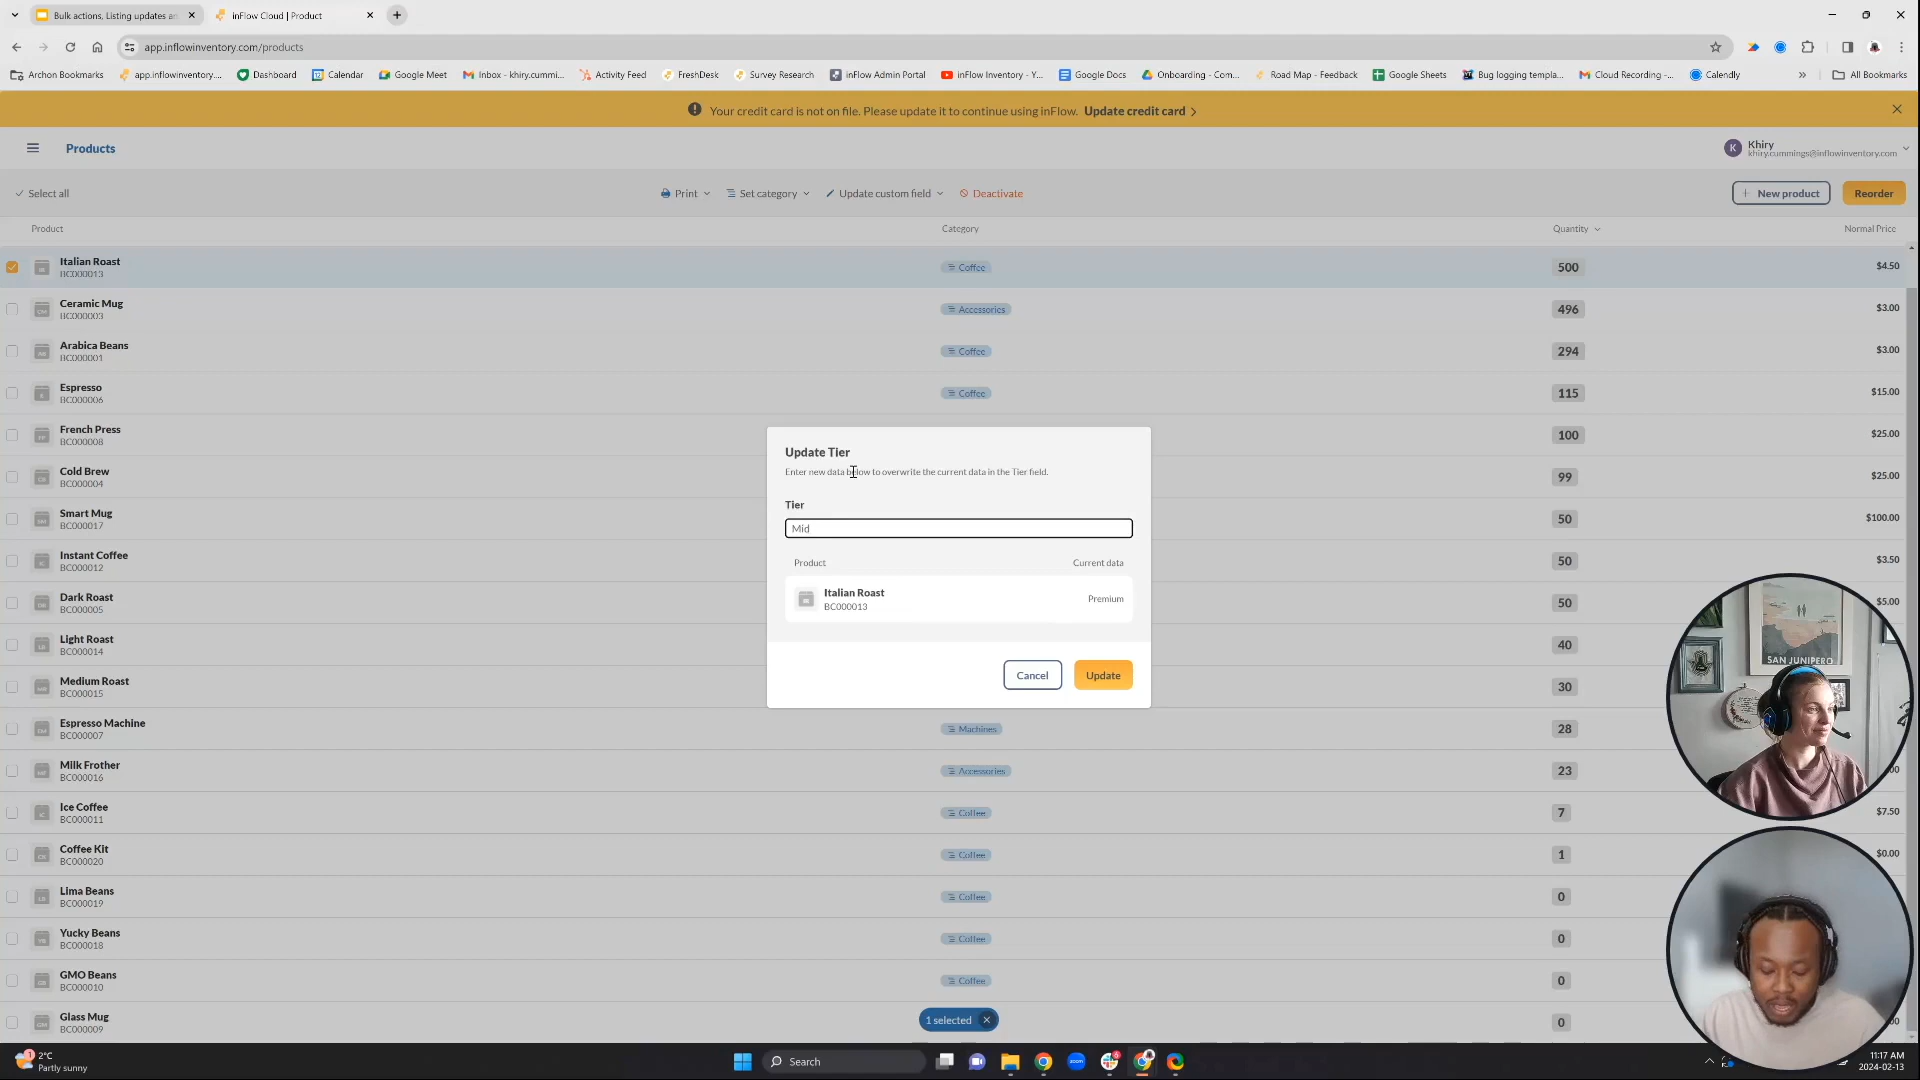 Bulk actions, Listing updates an
inFlow Cloud | Product
app.inflowinventory.com/products
Archon Bookmarks
app.inflowinventory....
Dashboard
Calendar
Google Meet
Inbox - khiry.cummi...
Activity Feed
FreshDesk
Survey Research
inFlow Admin Portal
inFlow Inventory - Y...
Google Docs
Onboarding - Com...
Road Map - Feedback
Google Sheets
Bug logging templa...
Cloud Recording -...
Calendly
All Bookmarks
Your credit card is not on file. Please update it to continue using inFlow. Update credit card
Products
K
Khiry
khiry.cummings@inflowinventory.com
Select all
Print
Set category
Update custom field
Deactivate
New product
Reorder
Product
Category
Quantity
Normal Price
Italian Roast
BC000013
Coffee
500
$4.50
Ceramic Mug
BC000003
Accessories
496
$3.00
Arabica Beans
BC000001
Coffee
294
$3.00
Espresso
BC000006
Coffee
115
$15.00
French Press
BC000008
100
$25.00
Cold Brew
BC000004
99
$25.00
Smart Mug
BC000017
50
$100.00
Instant Coffee
BC000012
50
$3.50
Dark Roast
BC000005
50
$5.00
Light Roast
BC000014
40
Medium Roast
BC000015
30
Espresso Machine
BC000007
Machines
28
Milk Frother
BC000016
Accessories
23
Ice Coffee
BC000011
Coffee
7
$7.50
Coffee Kit
BC000020
Coffee
1
$0.00
Lima Beans
BC000019
Coffee
0
Yucky Beans
BC000018
Coffee
0
GMO Beans
BC000010
Coffee
0
Glass Mug
BC000009
0
Update Tier
Enter new data below to overwrite the current data in the Tier field.
Tier
Mid
Product
Current data
Italian Roast
BC000013
Premium
Cancel
Update
1 selected
SAN JUNIPERO
2°C
Partly sunny
Search
11:17 AM
2024-02-13